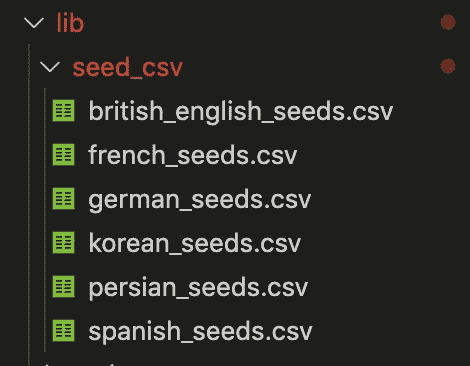 lib
seed_csv
british_english_seeds.csv
french_seeds.csv
german_seeds.csv
korean_seeds.csv
persian_seeds.csv
spanish_seeds.csv